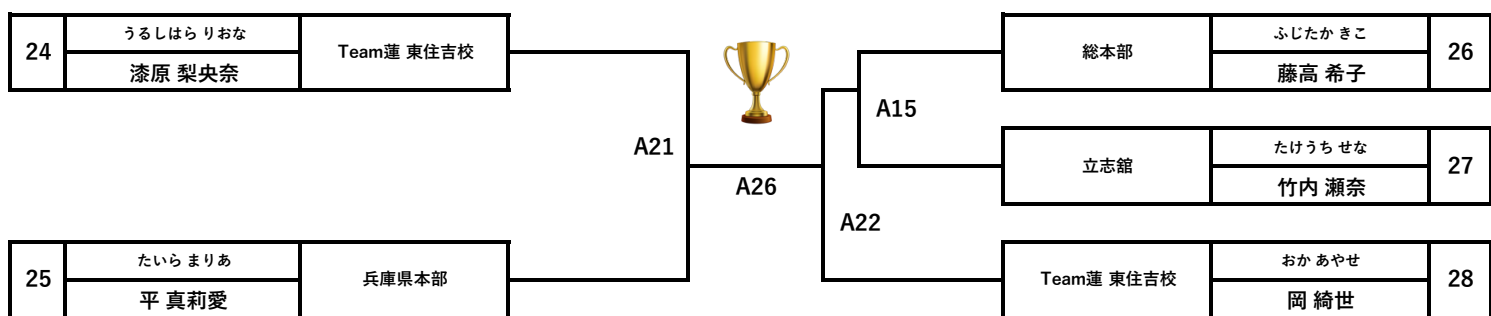 24
うるしはら りおな
漆原 梨央奈
Team蓮 東住吉校
25
たいら まりあ
平 真莉愛
兵庫県本部
A21
A26
A15
A22
総本部
ふじたか きこ
藤高 希子
26
立志舘
たけうち せな
竹内 瀬奈
27
Team蓮 東住吉校
おか あやせ
岡 綺世
28